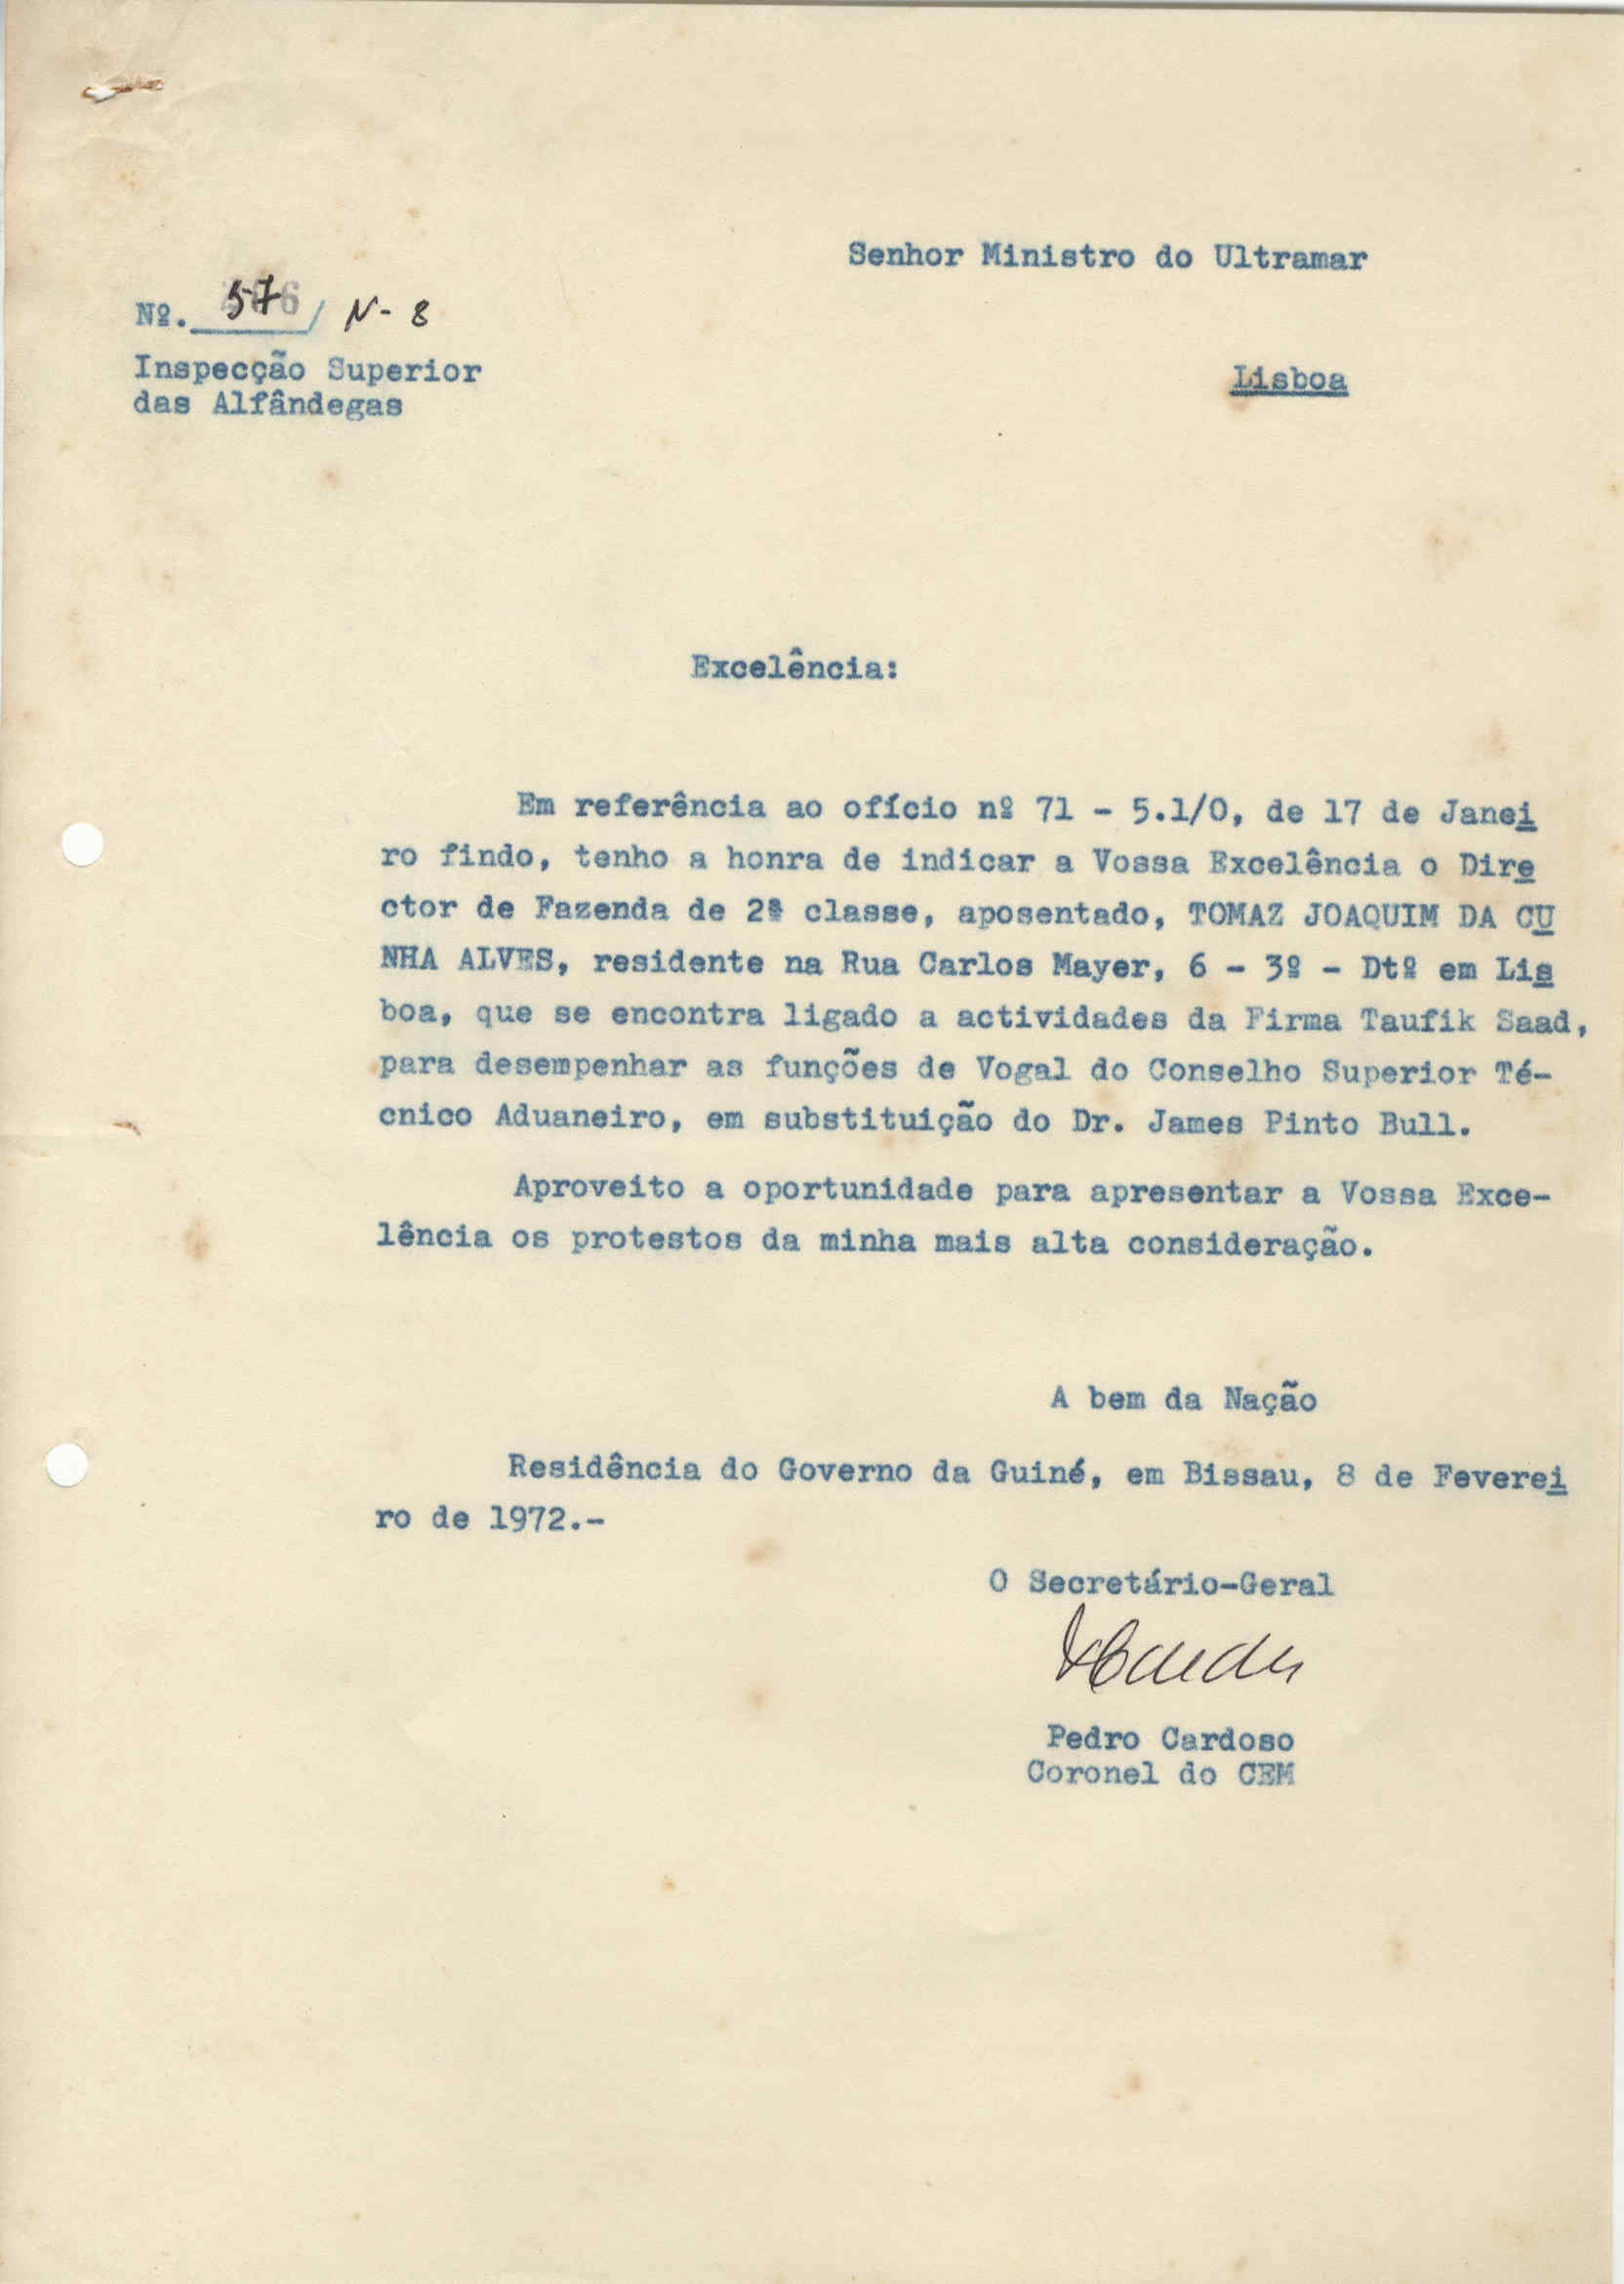 Senhor Ministro do Ultramar
Nº. 57 / N- 8
Inspecção Superior
das Alfândegas
Lisboa
Excelência:
Em referência ao ofício nº 71 - 5.1/0, de 17 de Janei
ro findo, tenho a honra de indicar a Vossa Excelência o Dire
ctor de Fazenda de 2ª classe, aposentado, TOMAZ JOAQUIM DA CU
NHA ALVES, residente na Rua Carlos Mayer, 6 - 3º - Dtº em Lis
boa, que se encontra ligado a actividades da Firma Taufik Saad,
para desempenhar as funções de Vogal do Conselho Superior Té-
cnico Aduaneiro, em substituição do Dr. James Pinto Bull.
Aproveito a oportunidade para apresentar a Vossa Exce-
lência os protestos da minha mais alta consideração.
A bem da Nação
Residência do Governo da Guiné, em Bissau, 8 de Feverei
ro de 1972.-
O Secretário-Geral
Pedro Cardoso
Coronel do CEM